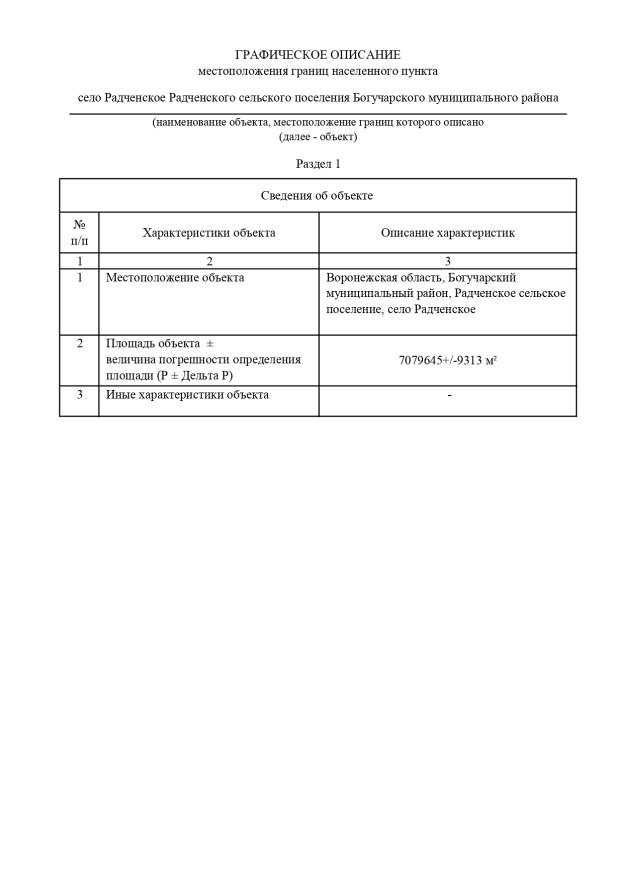 ГРАФИЧЕСКОЕ ОПИСАНИЕ
местоположения границ населенного пункта
село Радченское Радченского сельского поселения Богучарского муниципального района
(наименование объекта, местоположение границ которого описано
(далее - объект)
Раздел 1
Сведения об объекте
№
п/п
Характеристики объекта
Описание характеристик
1
2
3
1
Местоположение объекта
Воронежская область, Богучарский
муниципальный район, Радченское сельское
поселение, село Радченское
2
Площадь объекта ±
величина погрешности определения
площади (P ± Дельта P)
7079645+/-9313 м²
3
Иные характеристики объекта
-